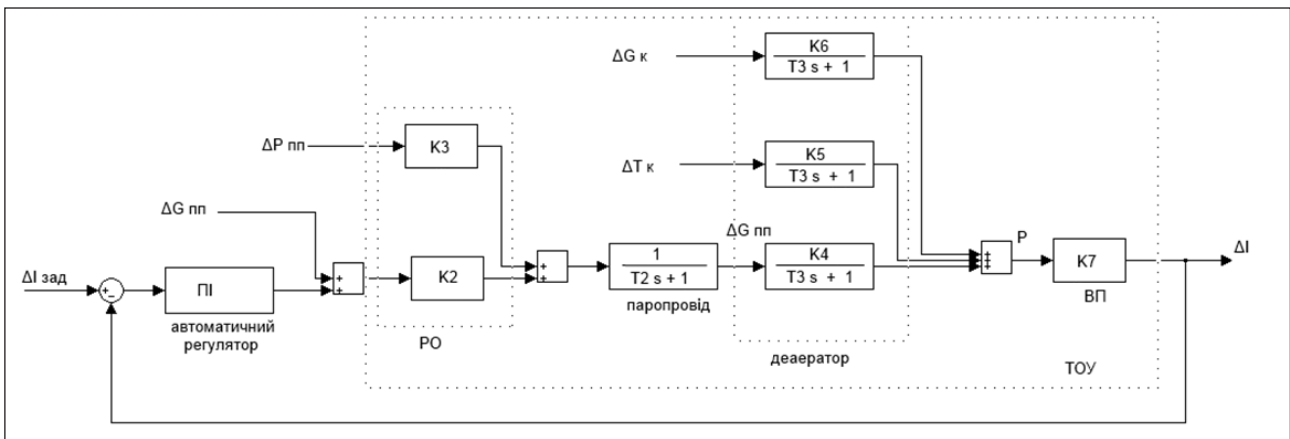 ΔG к
K6
T3 s + 1
ΔP пп
K3
ΔT к
K5
T3 s + 1
ΔG пп
ΔG пп
P
ΔI
ΔI зад
+
−
ПІ
+
+
K2
+
+
1
T2 s + 1
K4
T3 s + 1
+
+
+
K7
автоматичний
регулятор
РО
паропровід
деаератор
ВП
ТОУ